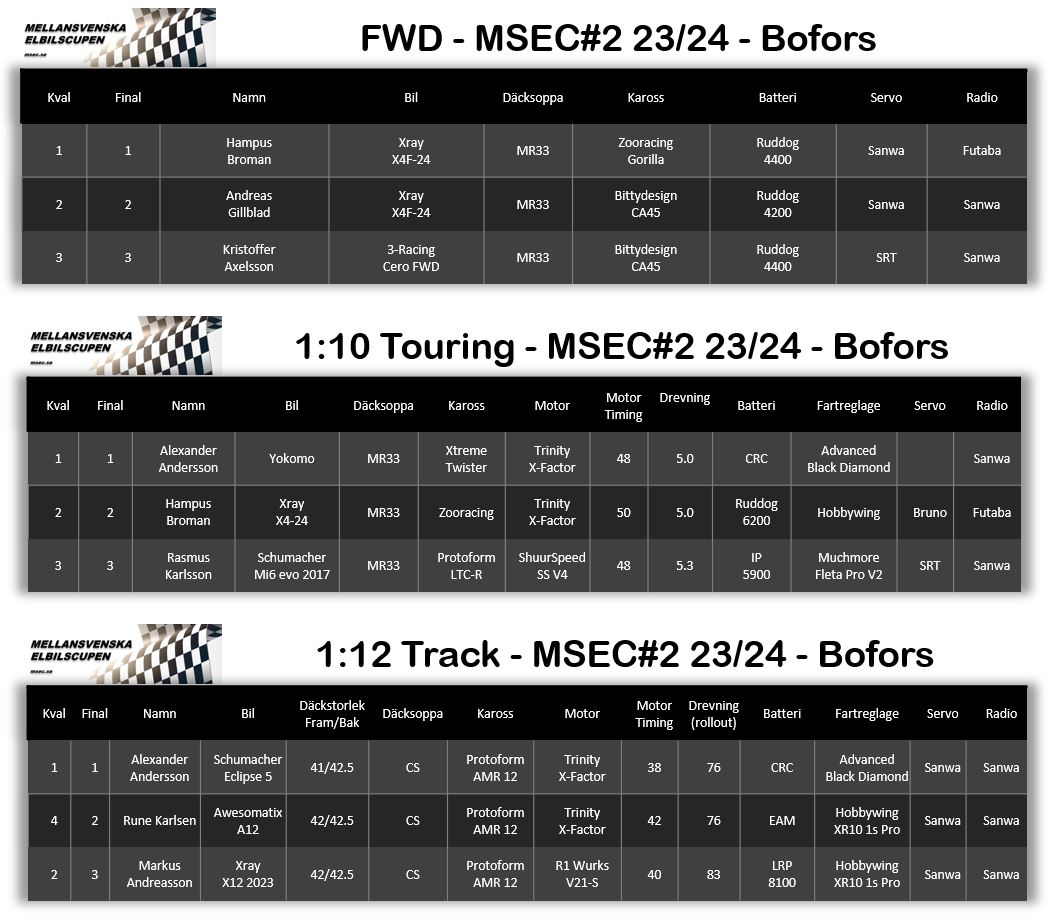 MELLANSVENSKA
ELBILSCUPEN
msec.se
FWD - MSEC#2 23/24 - Bofors
Kval Final Namn Bil Däcksoppa Kaross Batteri Servo Radio
1 1 Hampus Broman Xray X4F-24 MR33 Zooracing Gorilla Ruddog 4400 Sanwa Futaba
2 2 Andreas Gillblad Xray X4F-24 MR33 Bittydesign CA45 Ruddog 4200 Sanwa Sanwa
3 3 Kristoffer Axelsson 3-Racing Cero FWD MR33 Bittydesign CA45 Ruddog 4400 SRT Sanwa
MELLANSVENSKA
ELBILSCUPEN
msec.se
1:10 Touring - MSEC#2 23/24 - Bofors
Kval Final Namn Bil Däcksoppa Kaross Motor Motor Timing Drevning Batteri Fartreglage Servo Radio
1 1 Alexander Andersson Yokomo MR33 Xtreme Twister Trinity X-Factor 48 5.0 CRC Advanced Black Diamond Sanwa
2 2 Hampus Broman Xray X4-24 MR33 Zooracing Trinity X-Factor 50 5.0 Ruddog 6200 Hobbywing Bruno Futaba
3 3 Rasmus Karlsson Schumacher Mi6 evo 2017 MR33 Protoform LTC-R ShuurSpeed SS V4 48 5.3 IP 5900 Muchmore Fleta Pro V2 SRT Sanwa
MELLANSVENSKA
ELBILSCUPEN
msec.se
1:12 Track - MSEC#2 23/24 - Bofors
Kval Final Namn Bil Däckstorlek Fram/Bak Däcksoppa Kaross Motor Motor Timing Drevning (rollout) Batteri Fartreglage Servo Radio
1 1 Alexander Andersson Schumacher Eclipse 5 41/42.5 CS Protoform AMR 12 Trinity X-Factor 38 76 CRC Advanced Black Diamond Sanwa Sanwa
4 2 Rune Karlsen Awesomatix A12 42/42.5 CS Protoform AMR 12 Trinity X-Factor 42 76 EAM Hobbywing XR10 1s Pro Sanwa Sanwa
2 3 Markus Andreasson Xray X12 2023 42/42.5 CS Protoform AMR 12 R1 Wurks V21-S 40 83 LRP 8100 Hobbywing XR10 1s Pro Sanwa Sanwa